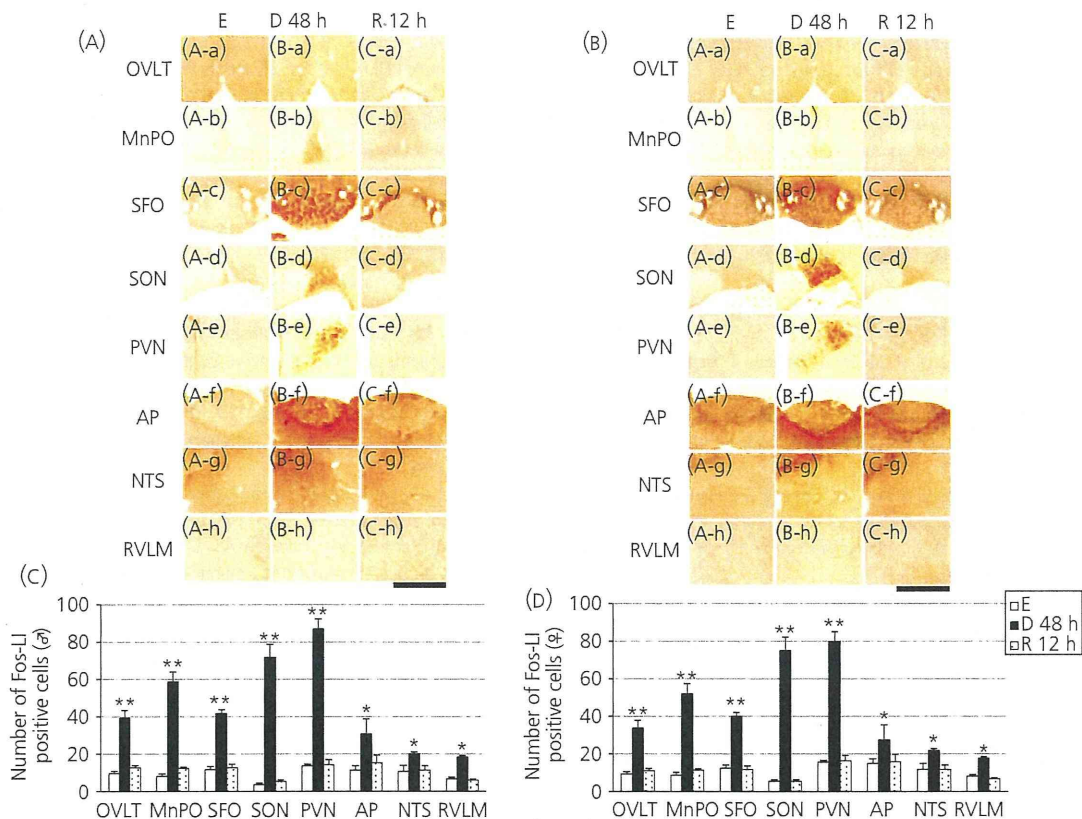 (A)
E D 48 h R 12 h
OVLT (A-a) (B-a) (C-a)
MnPO (A-b) (B-b) (C-b)
SFO (A-c) (B-c) (C-c)
SON (A-d) (B-d) (C-d)
PVN (A-e) (B-e) (C-e)
AP (A-f) (B-f) (C-f)
NTS (A-g) (B-g) (C-g)
RVLM (A-h) (B-h) (C-h)
(B)
E D 48 h R 12 h
OVLT (A-a) (B-a) (C-a)
MnPO (A-b) (B-b) (C-b)
SFO (A-c) (B-c) (C-c)
SON (A-d) (B-d) (C-d)
PVN (A-e) (B-e) (C-e)
AP (A-f) (B-f) (C-f)
NTS (A-g) (B-g) (C-g)
RVLM (A-h) (B-h) (C-h)
(C)
Number of Fos-LI
positive cells (♂)
100
80
60
40
20
0
** ** ** ** ** * * *
OVLT MnPO SFO SON PVN AP NTS RVLM
(D)
Number of Fos-LI
positive cells (♀)
100
80
60
40
20
0
** ** ** ** ** * * *
OVLT MnPO SFO SON PVN AP NTS RVLM
E
D 48 h
R 12 h